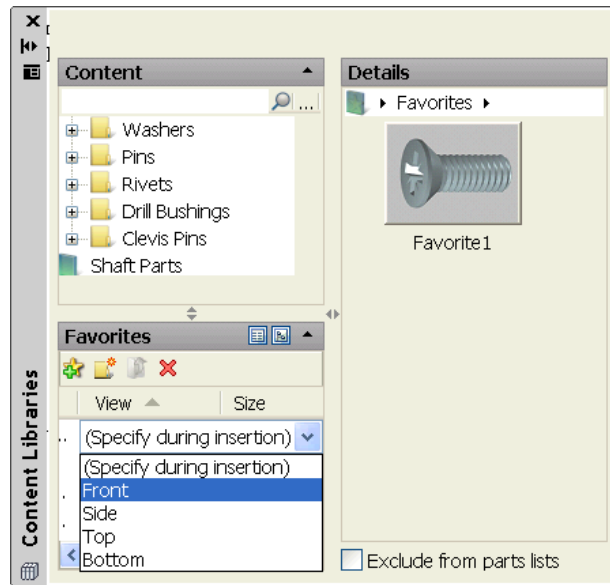 Content Libraries
Content
...
Washers
Pins
Rivets
Drill Bushings
Clevis Pins
Shaft Parts
Favorites
View
Size
.. (Specify during insertion)
(Specify during insertion)
Front
Side
Top
Bottom
Details
Favorites
Favorite1
Exclude from parts lists